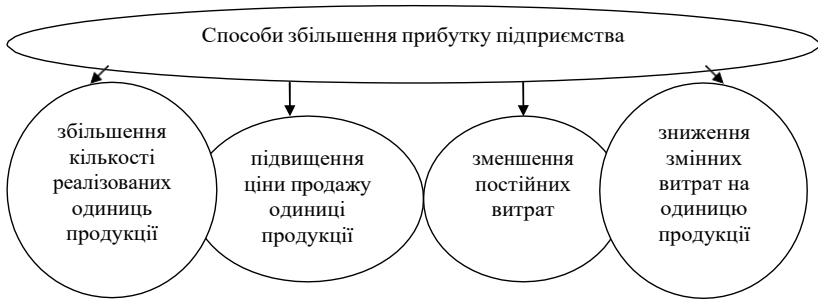 Способи збільшення прибутку підприємства
збільшення
кількості
реалізованих
одиниць
продукції
підвищення
ціни продажу
одиниці
продукції
зменшення
постійних
витрат
зниження
змінних
витрат на
одиницю
продукції